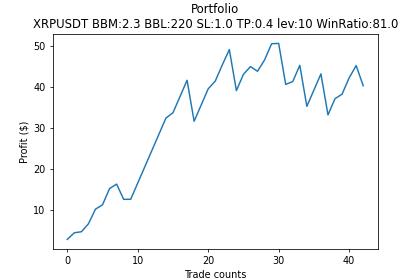 Portfolio
XRPUSDT BBM:2.3 BBL:220 SL:1.0 TP:0.4 lev:10 WinRatio:81.0
50
40
30
20
10
Profit ($)
0 10 20 30 40
Trade counts